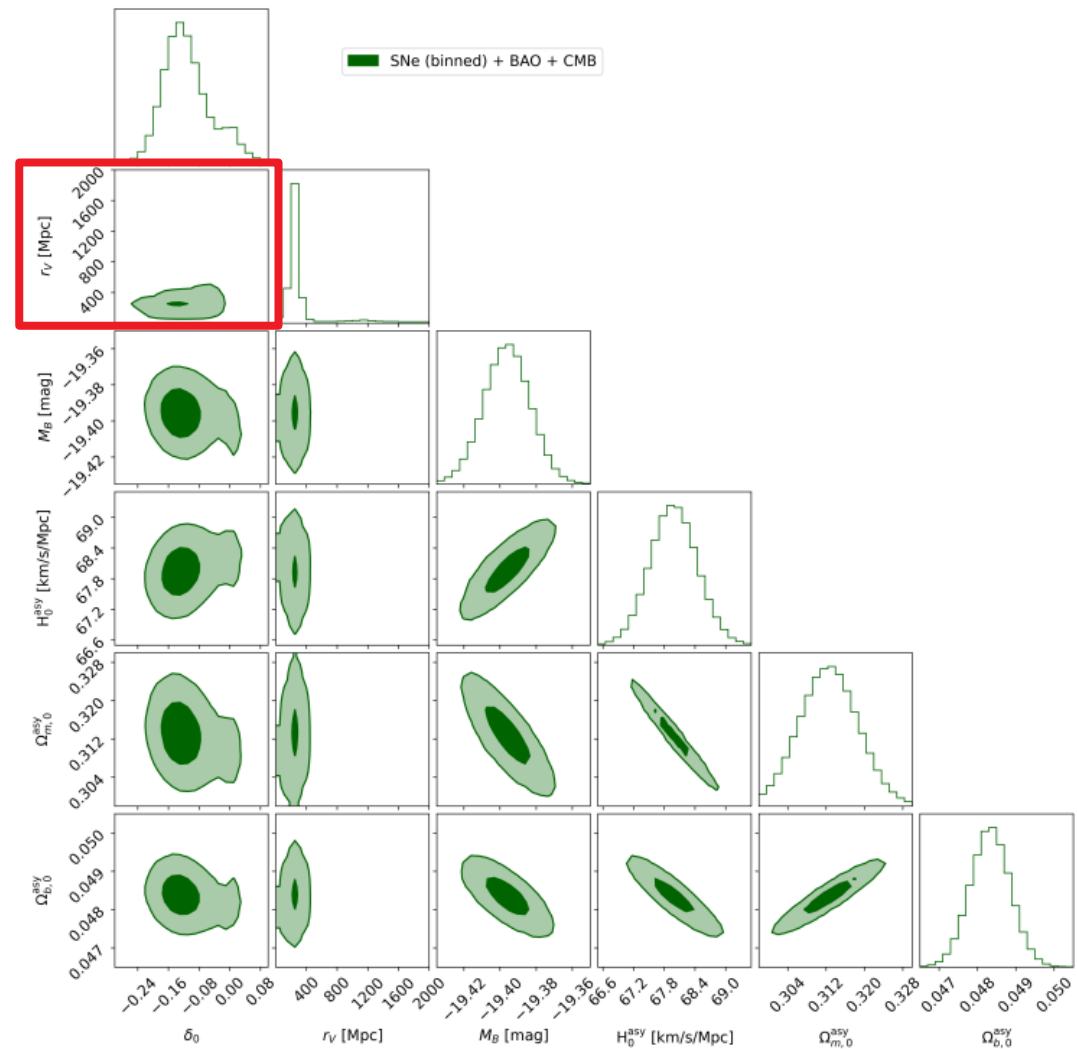 SNe (binned) + BAO + CMB
2000
1600
1200
800
400
r_V [Mpc]
−19.36
−19.38
−19.40
−19.42
M_B [mag]
69.0
68.4
67.8
67.2
66.6
H_0^asy [km/s/Mpc]
0.328
0.320
0.312
0.304
Ω_{m,0}^asy
0.050
0.049
0.048
0.047
Ω_{b,0}^asy
−0.24 −0.16 −0.08 0.00 0.08
400 800 1200 1600 2000
−19.42 −19.40 −19.38 −19.36
66.6 67.2 67.8 68.4 69.0
0.304 0.312 0.320 0.328
0.047 0.048 0.049 0.050
δ_0 r_V [Mpc] M_B [mag] H_0^asy [km/s/Mpc] Ω_{m,0}^asy Ω_{b,0}^asy